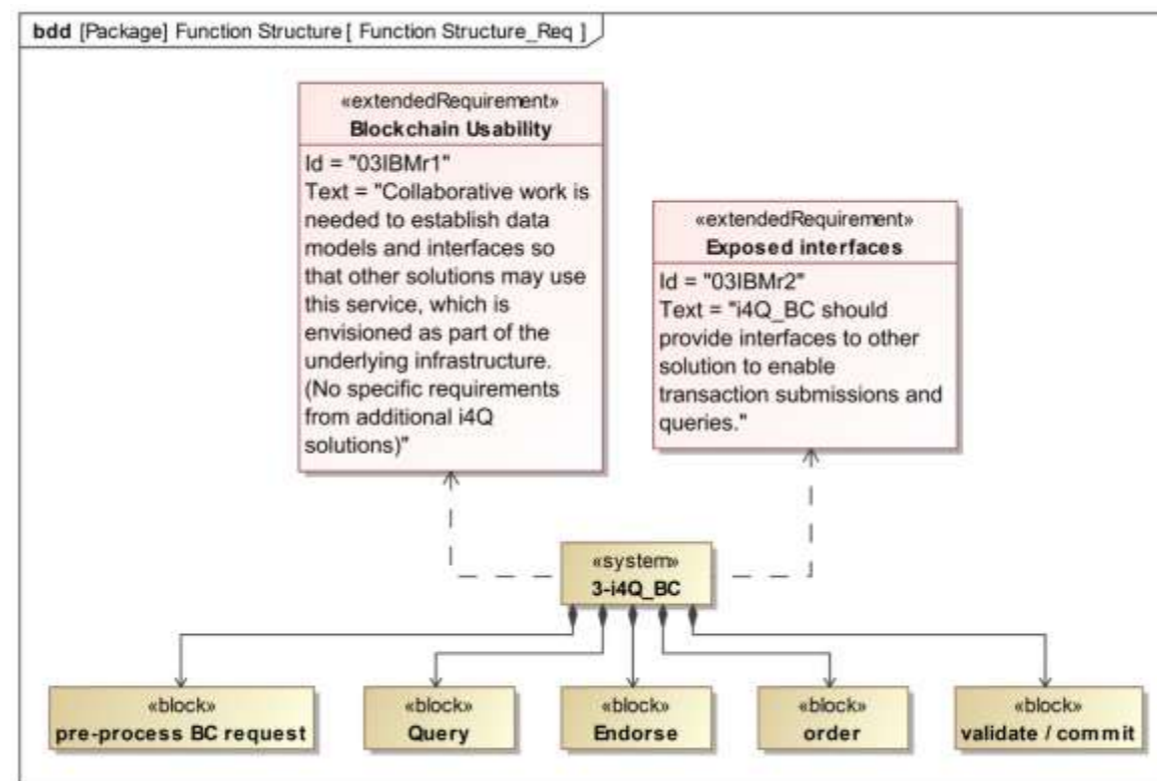 bdd [Package] Function Structure [ Function Structure_Req ]
«extendedRequirement»
Blockchain Usability
Id = "03IBMr1"
Text = "Collaborative work is
needed to establish data
models and interfaces so
that other solutions may use
this service, which is
envisioned as part of the
underlying infrastructure.
(No specific requirements
from additional i4Q
solutions)"
«extendedRequirement»
Exposed interfaces
Id = "03IBMr2"
Text = "i4Q_BC should
provide interfaces to other
solution to enable
transaction submissions and
queries."
«system»
3-i4Q_BC
«block»
pre-process BC request
«block»
Query
«block»
Endorse
«block»
order
«block»
validate / commit